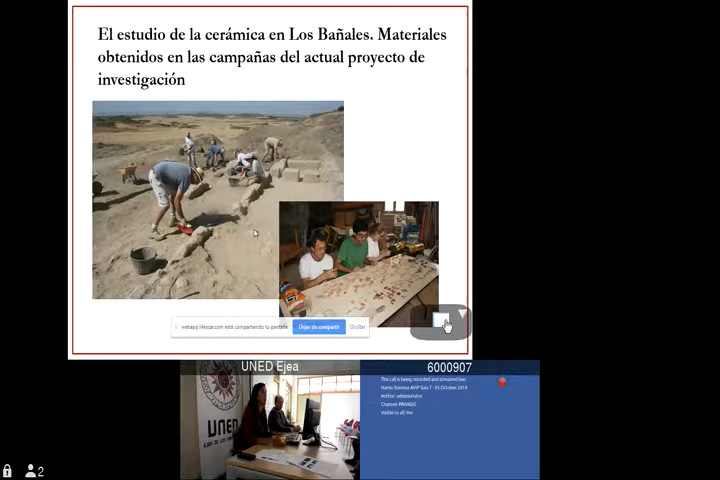 El estudio de la cerámica en Los Bañales. Materiales
obtenidos en las campañas del actual proyecto de
investigación
webapp.lifesize.com está compartiendo tu pantalla.
Dejar de compartir
Ocultar
UNED Ejea
6000907
This call is being recorded and streamed live.
Name: Eventos AVIP Sala 7 - 05 October 2019
Author: administrator
Channel: PRIVADO
Visible to: all
UNED
2